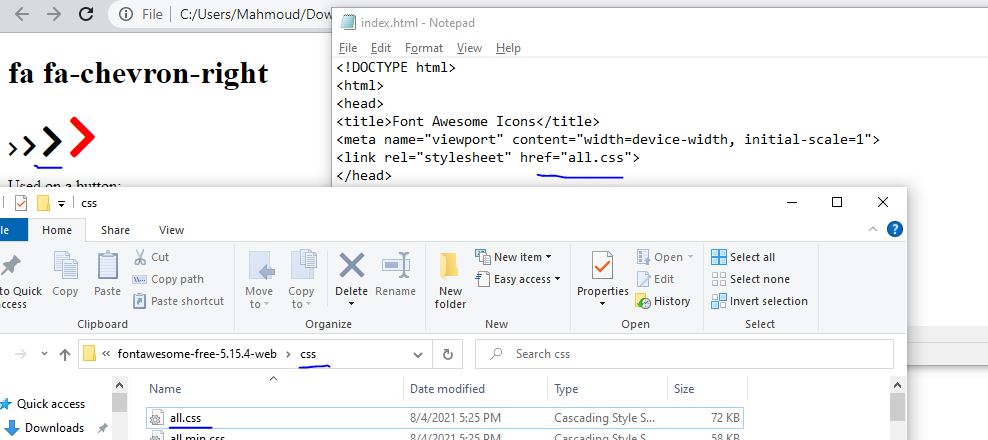 File
C:/Users/Mahmoud/Dow
fa fa-chevron-right
Used on a button:
index.html - Notepad
File Edit Format View Help
<!DOCTYPE html>
<html>
<head>
<title>Font Awesome Icons</title>
<meta name="viewport" content="width=device-width, initial-scale=1">
<link rel="stylesheet" href="all.css">
</head>
css
le Home Share View
to Quick
access
Copy
Paste
Cut
Copy path
Paste shortcut
Clipboard
Move
to
Copy
to
Delete
Rename
Organize
New
folder
New item
Easy access
New
Properties
Open
Edit
History
Open
Select all
Select none
Invert selection
Select
« fontawesome-free-5.15.4-web > css
Search css
Quick access
Downloads
Name Date modified Type Size
all.css 8/4/2021 5:25 PM Cascading Style S... 72 KB
all.min.css 8/4/2021 5:25 PM Cascading Style S... 58 KB